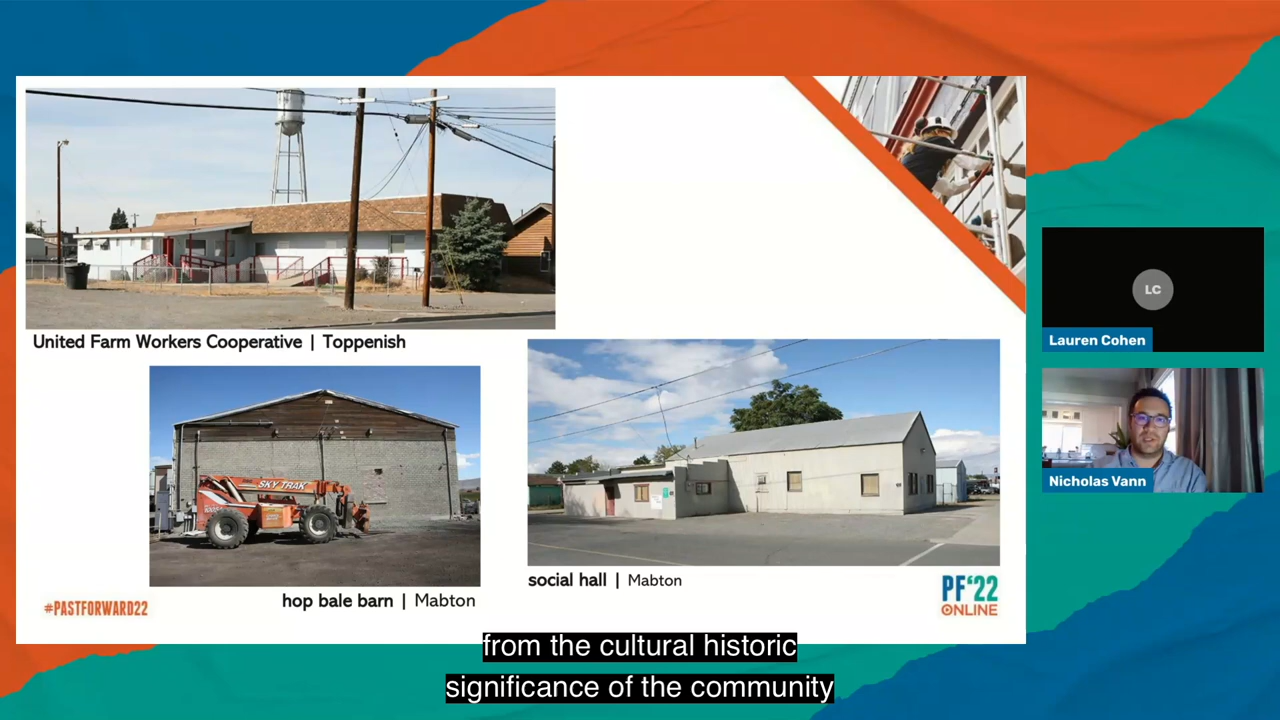 United Farm Workers Cooperative | Toppenish
SKY TRAK
hop bale barn | Mabton
social hall | Mabton
#PASTFORWARD22
PF'22
ONLINE
LC
Lauren Cohen
Nicholas Vann
from the cultural historic
significance of the community